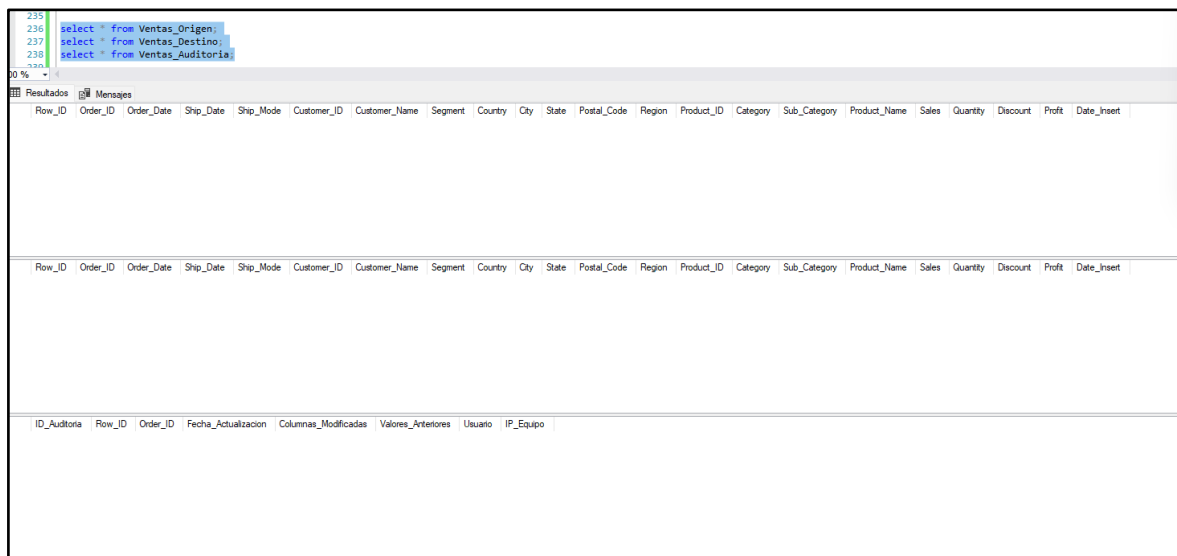 235
236 select * from Ventas_Origen;
237 select * from Ventas_Destino;
238 select * from Ventas_Auditoria;
239
00 %
Resultados Mensajes
Row_ID Order_ID Order_Date Ship_Date Ship_Mode Customer_ID Customer_Name Segment Country City State Postal_Code Region Product_ID Category Sub_Category Product_Name Sales Quantity Discount Profit Date_Insert
Row_ID Order_ID Order_Date Ship_Date Ship_Mode Customer_ID Customer_Name Segment Country City State Postal_Code Region Product_ID Category Sub_Category Product_Name Sales Quantity Discount Profit Date_Insert
ID_Auditoria Row_ID Order_ID Fecha_Actualizacion Columnas_Modificadas Valores_Anteriores Usuario IP_Equipo